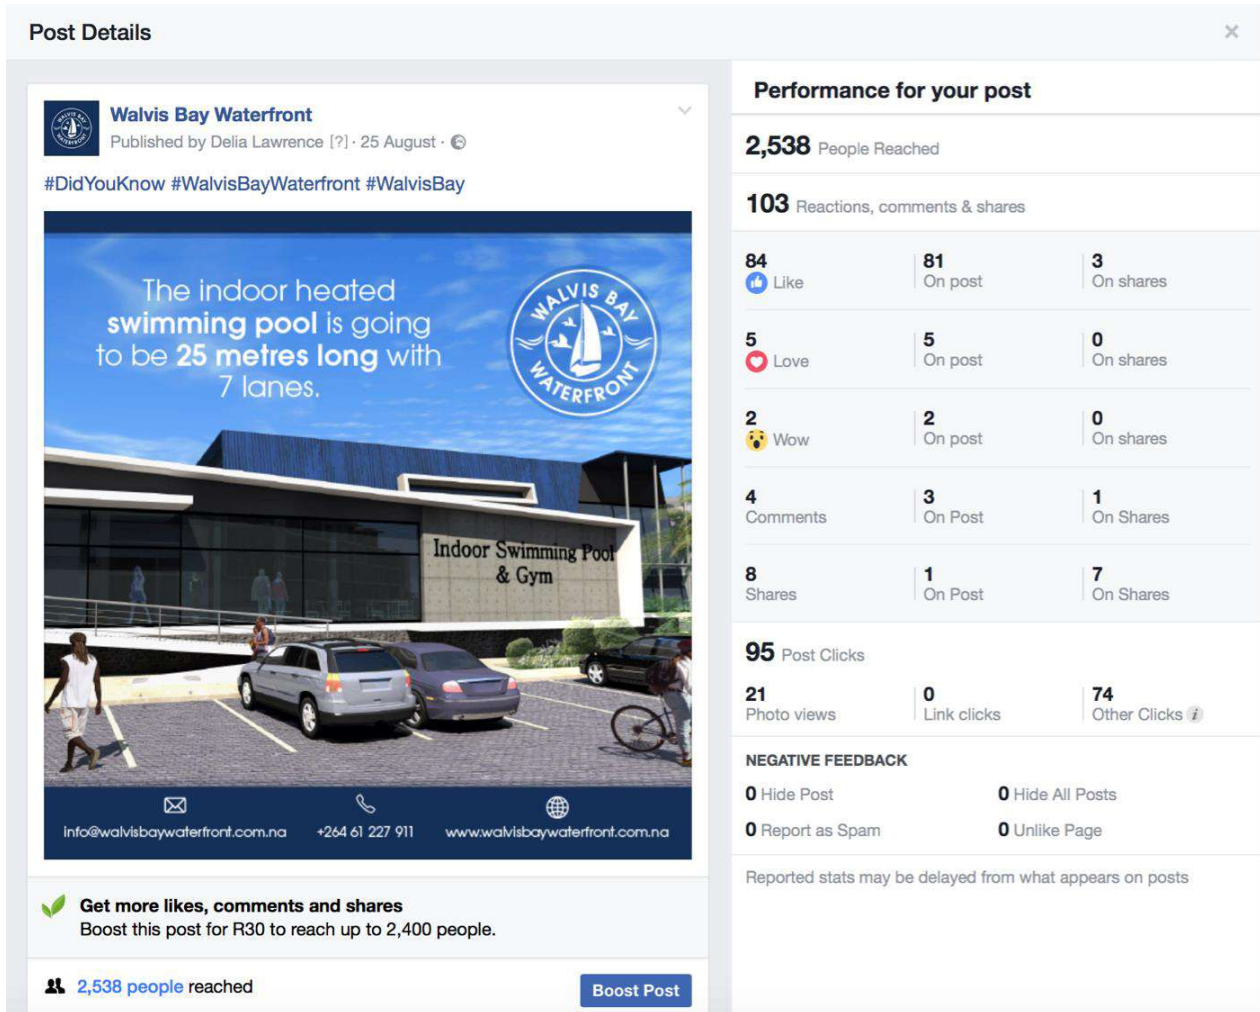 Post Details
Walvis Bay Waterfront
Published by Delia Lawrence [?] · 25 August ·
#DidYouKnow #WalvisBayWaterfront #WalvisBay
The indoor heated
swimming pool is going
to be 25 metres long with
7 lanes.
WALVIS BAY
WATERFRONT
Indoor Swimming Pool
& Gym
info@walvisbaywaterfront.com.na +264 61 227 911 www.walvisbaywaterfront.com.na
Get more likes, comments and shares
Boost this post for R30 to reach up to 2,400 people.
2,538 people reached
Boost Post
Performance for your post
2,538 People Reached
103 Reactions, comments & shares
84 81 3
Like On post On shares
5 5 0
Love On post On shares
2 2 0
Wow On post On shares
4 3 1
Comments On Post On Shares
8 1 7
Shares On Post On Shares
95 Post Clicks
21 0 74
Photo views Link clicks Other Clicks i
NEGATIVE FEEDBACK
0 Hide Post 0 Hide All Posts
0 Report as Spam 0 Unlike Page
Reported stats may be delayed from what appears on posts